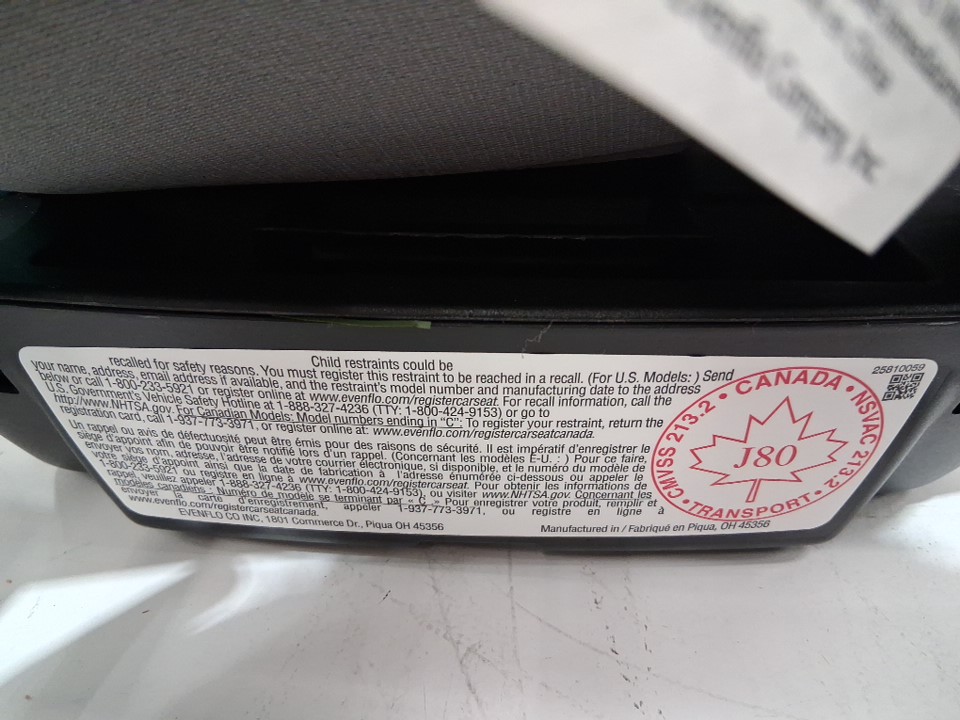 Evenflo Company, Inc.
Child restraints could be
recalled for safety reasons. You must register this restraint to be reached in a recall. (For U.S. Models: ) Send
your name, address, email address if available, and the restraint's model number and manufacturing date to the address
below or call 1-800-233-5921 or register online at www.evenflo.com/registercarseat. For recall information, call the
U.S. Government's Vehicle Safety Hotline at 1-888-327-4236 (TTY: 1-800-424-9153) or go to
http://www.NHTSA.gov. For Canadian Models: Model numbers ending in "C": To register your restraint, return the
registration card, call 1-937-773-3971, or register online at: www.evenflo.com/registercarseatcanada.
Un rappel ou avis de défectuosité peut être émis pour des raisons de sécurité. Il est impératif d'enregistrer le
siège d'appoint afin de pouvoir être notifié lors d'un rappel. (Concernant les modèles E-U. : ) Pour ce faire,
envoyer vos nom, adresse, l'adresse de votre courrier électronique, si disponible, et le numéro du modèle de
votre siège d'appoint ainsi que la date de fabrication à l'adresse énumérée ci-dessous ou appeler le
1-800-233-5921 ou registre en ligne à www.evenflo.com/registercarseat. Pour obtenir les informations de
rappel, veuillez appeler 1-888-327-4236 (TTY: 1-800-424-9153), ou visiter www.NHTSA.gov. Concernant les
modèles canadiens : Numéro de modèle se terminant par « C. » Pour enregistrer votre produit, remplir et
envoyer la carte d'euregistrement, appeler 1-937-773-3971, ou registre en ligne à
www.evenflo.com/registercarseatcanada.
EVENFLO CO INC, 1801 Commerce Dr., Piqua OH 45356
Manufactured in / Fabriqué en Piqua, OH 45356
25810059
CMVSS 213.2 • CANADA • NSVAC 213.2 • TRANSPORT •
J80